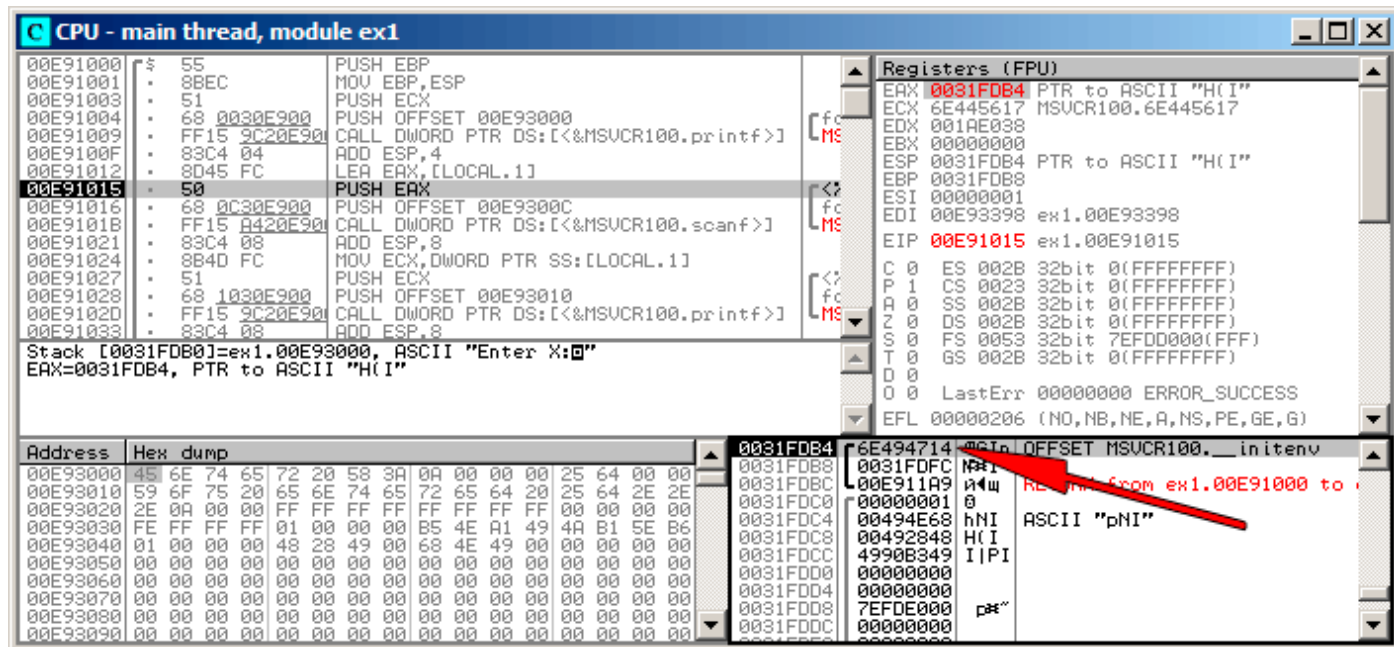 C CPU - main thread, module ex1
00E91000 $ 55 PUSH EBP
00E91001 . 8BEC MOV EBP,ESP
00E91003 . 51 PUSH ECX
00E91004 . 68 0030E900 PUSH OFFSET 00E93000
00E91009 . FF15 9C20E90 CALL DWORD PTR DS:[<&MSVCR100.printf>]
00E9100F . 83C4 04 ADD ESP,4
00E91012 . 8D45 FC LEA EAX,[LOCAL.1]
00E91015 . 50 PUSH EAX
00E91016 . 68 0C30E900 PUSH OFFSET 00E9300C
00E9101B . FF15 A420E90 CALL DWORD PTR DS:[<&MSVCR100.scanf>]
00E91021 . 83C4 08 ADD ESP,8
00E91024 . 8B4D FC MOV ECX,DWORD PTR SS:[LOCAL.1]
00E91027 . 51 PUSH ECX
00E91028 . 68 1030E900 PUSH OFFSET 00E93010
00E9102D . FF15 9C20E90 CALL DWORD PTR DS:[<&MSVCR100.printf>]
00E91033 . 83C4 08 ADD ESP,8
Stack [0031FDB0]=ex1.00E93000, ASCII "Enter X:"
EAX=0031FDB4, PTR to ASCII "H(I"
Registers (FPU)
EAX 0031FDB4 PTR to ASCII "H(I"
ECX 6E445617 MSVCR100.6E445617
EDX 001AE038
EBX 00000000
ESP 0031FDB4 PTR to ASCII "H(I"
EBP 0031FDB8
ESI 00000001
EDI 00E93398 ex1.00E93398
EIP 00E91015 ex1.00E91015
C 0 ES 002B 32bit 0(FFFFFFFF)
P 1 CS 0023 32bit 0(FFFFFFFF)
A 0 SS 002B 32bit 0(FFFFFFFF)
Z 0 DS 002B 32bit 0(FFFFFFFF)
S 0 FS 0053 32bit 7EFDD000(FFF)
T 0 GS 002B 32bit 0(FFFFFFFF)
D 0
O 0 LastErr 00000000 ERROR_SUCCESS
EFL 00000206 (NO,NB,NE,A,NS,PE,GE,G)
Address Hex dump
00E93000 45 6E 74 65 72 20 58 3A 0A 00 00 00 25 64 00 00
00E93010 59 6F 75 20 65 6E 74 65 72 65 64 20 25 64 2E 2E
00E93020 2E 0A 00 00 FF FF FF FF FF FF FF FF 00 00 00 00
00E93030 FE FF FF FF 01 00 00 00 B5 4E A1 49 4A B1 5E B6
00E93040 01 00 00 00 48 28 49 00 68 4E 49 00 00 00 00 00
00E93050 00 00 00 00 00 00 00 00 00 00 00 00 00 00 00 00
00E93060 00 00 00 00 00 00 00 00 00 00 00 00 00 00 00 00
00E93070 00 00 00 00 00 00 00 00 00 00 00 00 00 00 00 00
00E93080 00 00 00 00 00 00 00 00 00 00 00 00 00 00 00 00
00E93090 00 00 00 00 00 00 00 00 00 00 00 00 00 00 00 00
0031FDB4 6E494714 OFFSET MSVCR100.__initenv
0031FDB8 0031FDFC
0031FDBC 00E911A9 from ex1.00E91000 to
0031FDC0 00000001
0031FDC4 00494E68 hNI ASCII "pNI"
0031FDC8 00492848 H(I
0031FDCC 4990B349 I|PI
0031FDD0 00000000
0031FDD4 00000000
0031FDD8 7EFDE000
0031FDDC 00000000